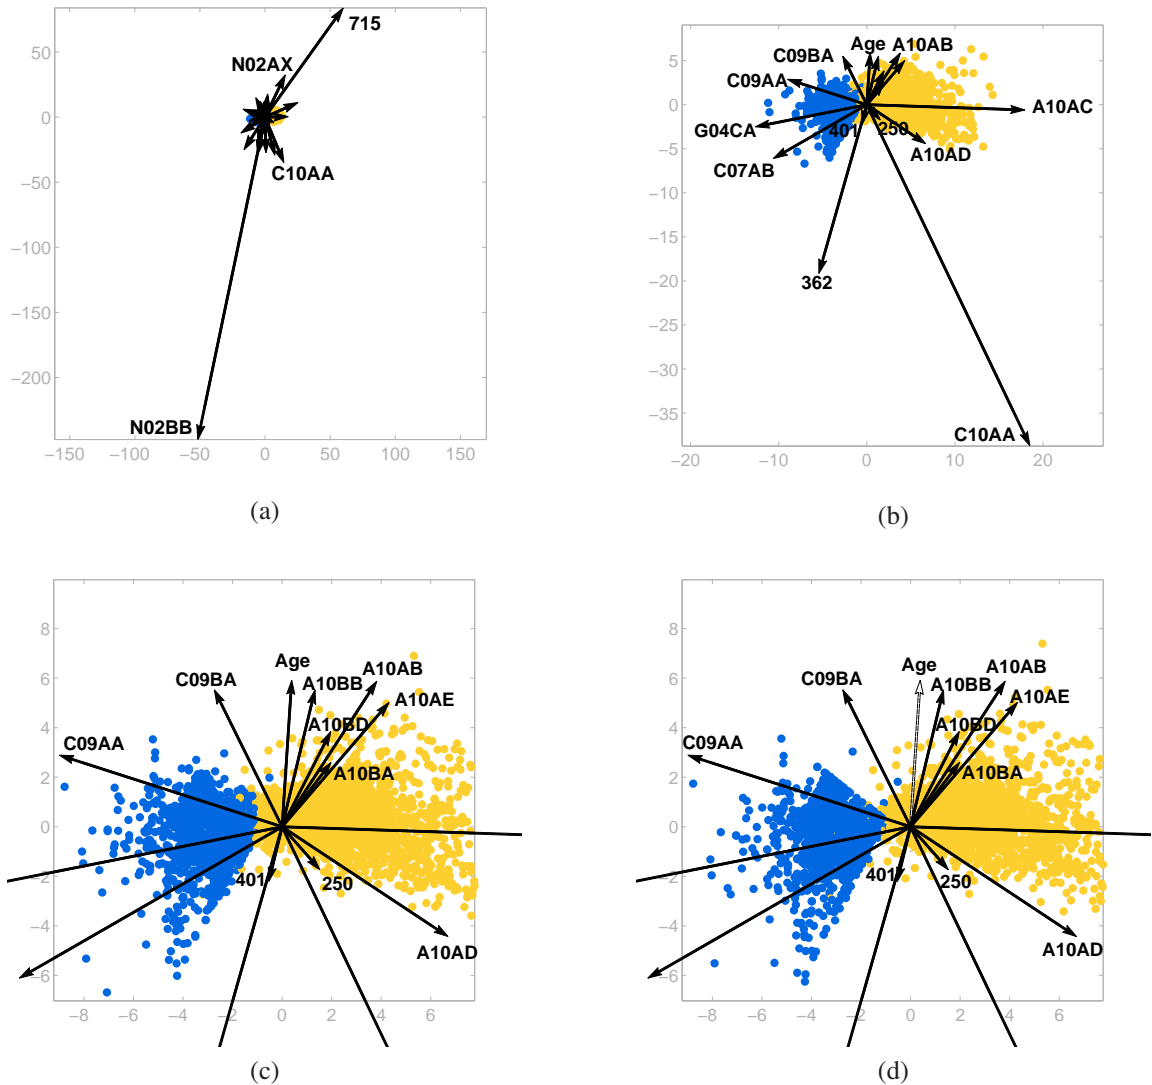 715
N02AX
C10AA
N02BB
50
0
−50
−100
−150
−200
−150 −100 −50 0 50 100 150
(a)
C09BA Age A10AB
C09AA
A10AC
G04CA 401 250
A10AD
C07AB
362
C10AA
5
0
−5
−10
−15
−20
−25
−30
−35
−20 −10 0 10 20
(b)
Age
C09BA A10BB A10AB
A10AE
A10BD
C09AA
A10BA
401 250
A10AD
8
6
4
2
0
−2
−4
−6
−8 −6 −4 −2 0 2 4 6
(c)
Age A10AB
C09BA A10BB
A10AE
A10BD
C09AA
A10BA
401 250
A10AD
8
6
4
2
0
−2
−4
−6
−8 −6 −4 −2 0 2 4 6
(d)